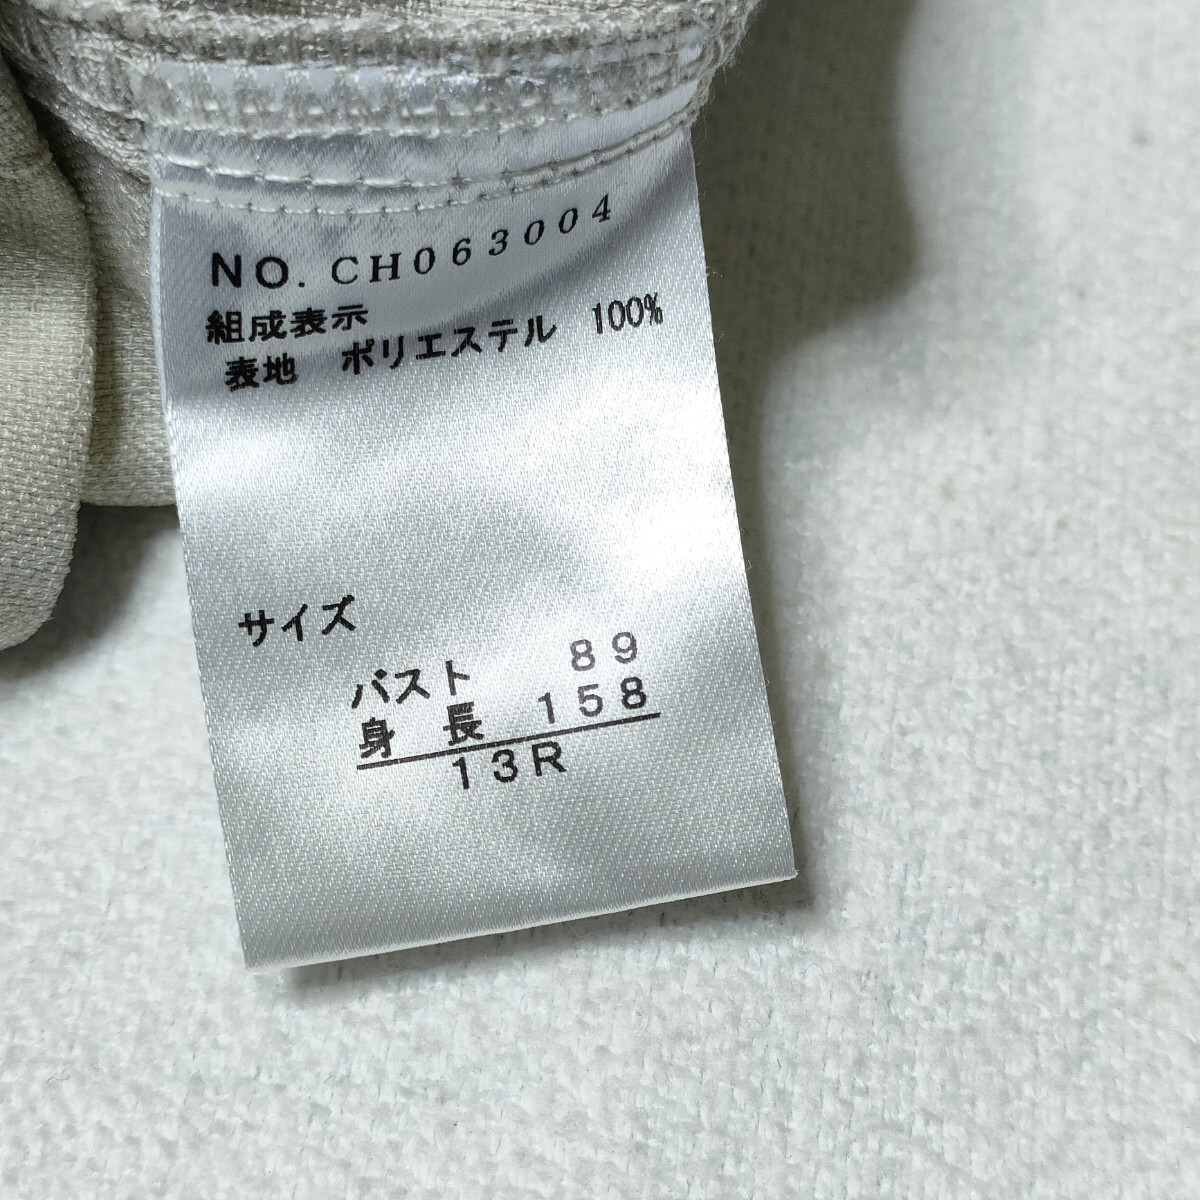 NO. CH063004
組成表示
表地 ポリエステル 100%
サイズ
バスト 89
身長 158
13R